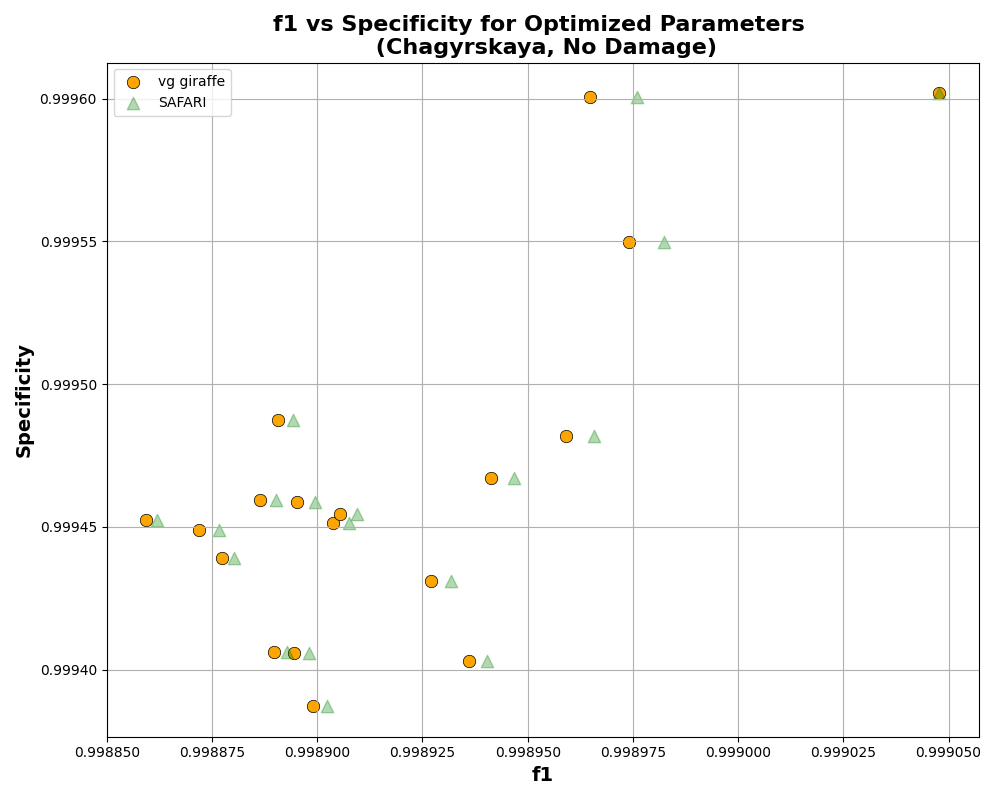 f1 vs Specificity for Optimized Parameters
(Chagyrskaya, No Damage)
vg giraffe
SAFARI
Specificity
0.99960
0.99955
0.99950
0.99945
0.99940
0.998850
0.998875
0.998900
0.998925
0.998950
0.998975
0.999000
0.999025
0.999050
f1